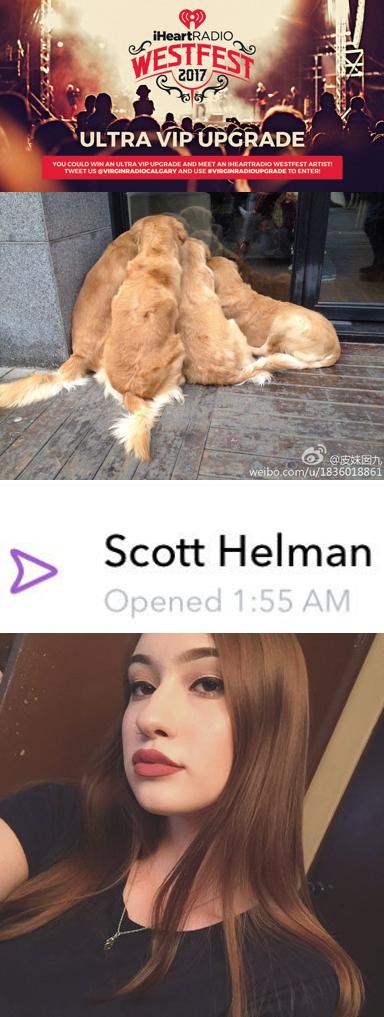 iHeartRADIO
WESTFEST
2017
ULTRA VIP UPGRADE
YOU COULD WIN AN ULTRA VIP UPGRADE AND MEET AN IHEARTRADIO WESTFEST ARTIST!
TWEET US @VIRGINRADIOCALGARY AND USE #VIRGINRADIOUPGRADE TO ENTER!
@皮妹囡九
weibo.com/u/1836018861
Scott Helman
Opened 1:55 AM